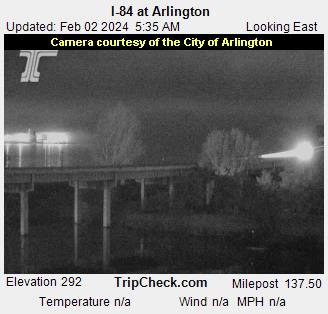 I-84 at Arlington
Updated: Feb 02 2024 5:35 AM Looking East
Camera courtesy of the City of Arlington
Elevation 292 TripCheck.com Milepost 137.50
Temperature n/a Wind n/a MPH n/a